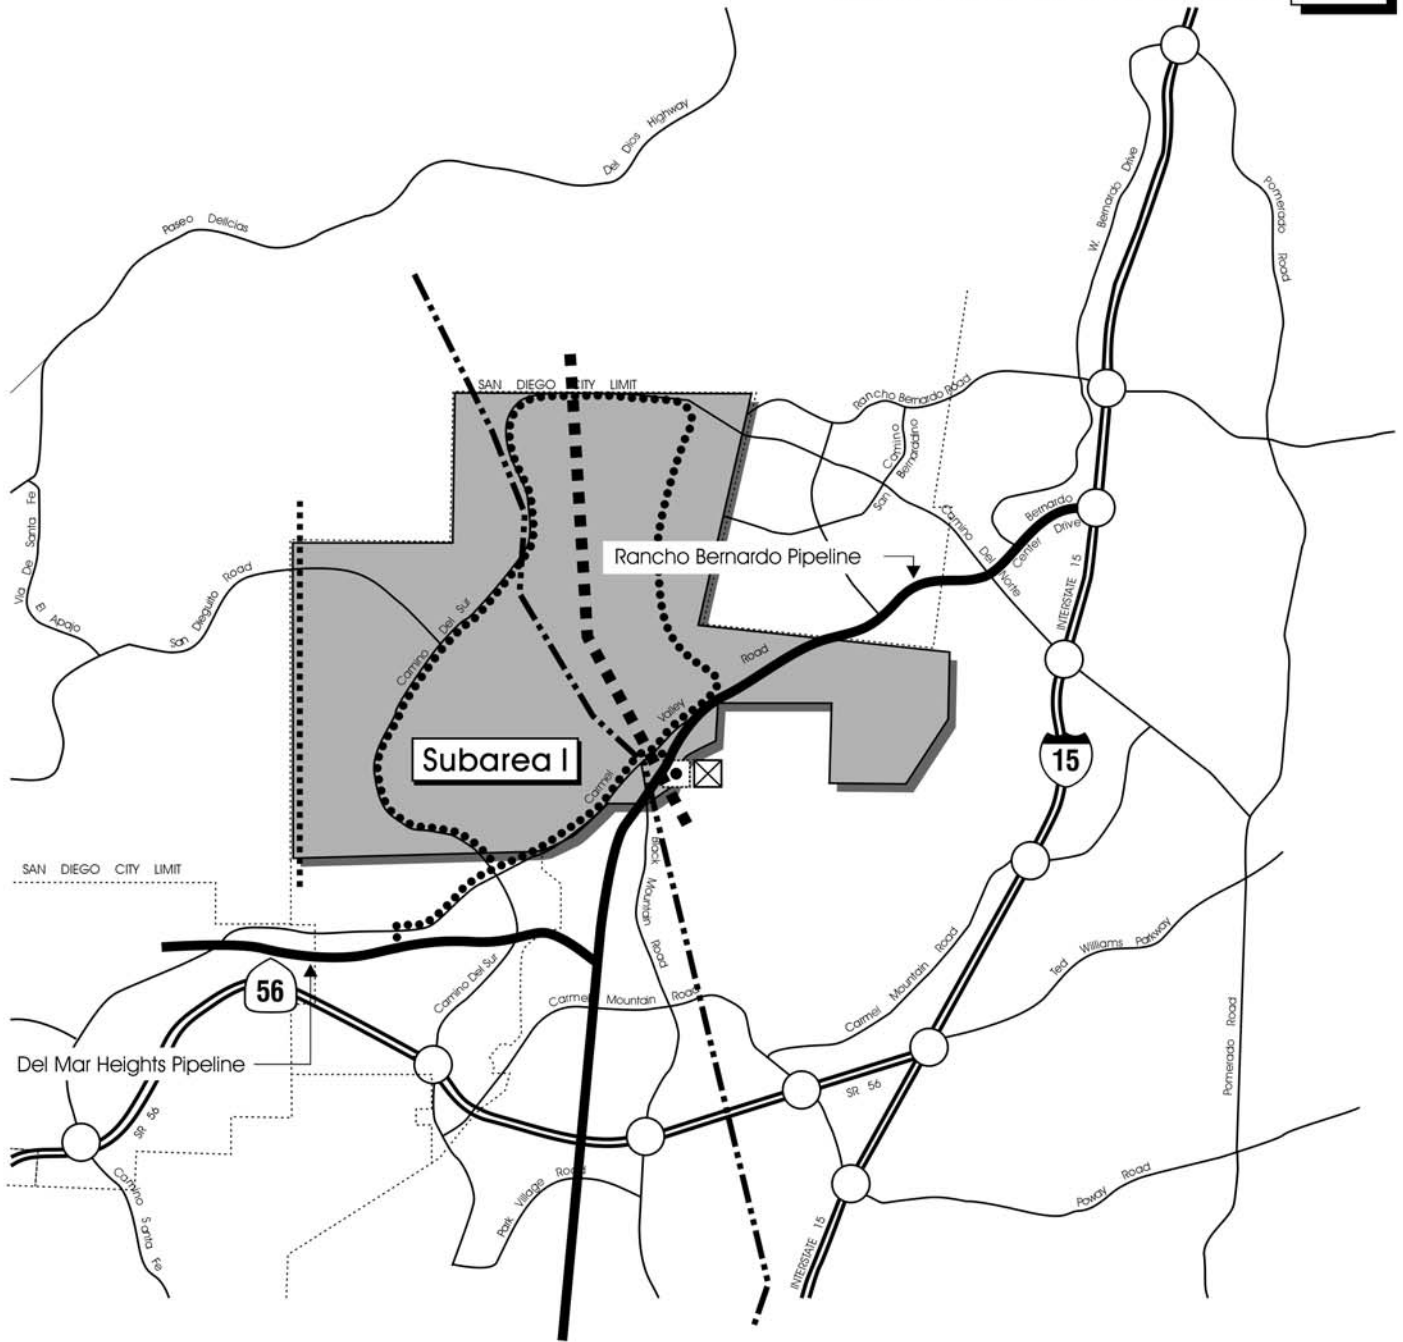 Del Dios Highway
Paseo Delicias
W. Bernardo Drive
Pomerado Road
SAN DIEGO CITY LIMIT
Rancho Bernardo Road
Camino San Bernardino
Via De Santa Fe
El Apajo
San Dieguito Road
Camino Del Norte
Bernardo Center Drive
Rancho Bernardo Pipeline
INTERSTATE 15
Camino Del Sur
Road
Valley
Carmel
Subarea I
15
SAN DIEGO CITY LIMIT
Black Mountain Road
56
Camino Del Sur
Carmel Mountain Road
Carmel Mountain Road
Ted Williams Parkway
Del Mar Heights Pipeline
SR 56
SR 56
Pomerado Road
Camino Santa Fe
Park Village Road
Poway Road
INTERSTATE 15